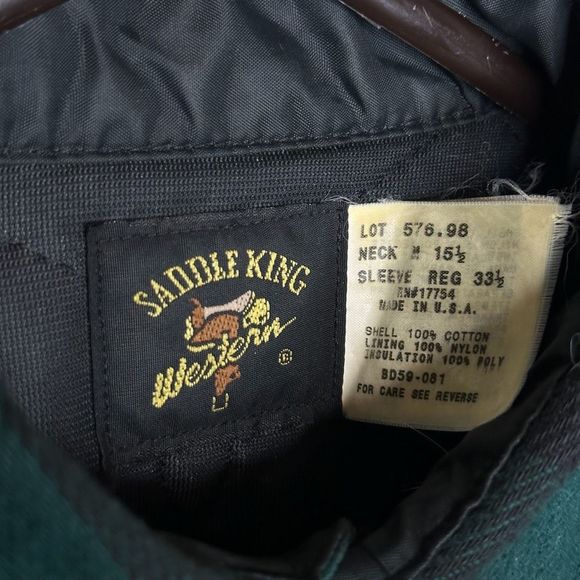 SADDLE KING
Western
®
LOT 576.98
NECK M 15½
SLEEVE REG 33½
RN#17754
MADE IN U.S.A.
SHELL 100% COTTON
LINING 100% NYLON
INSULATION 100% POLY
BD59-081
FOR CARE SEE REVERSE